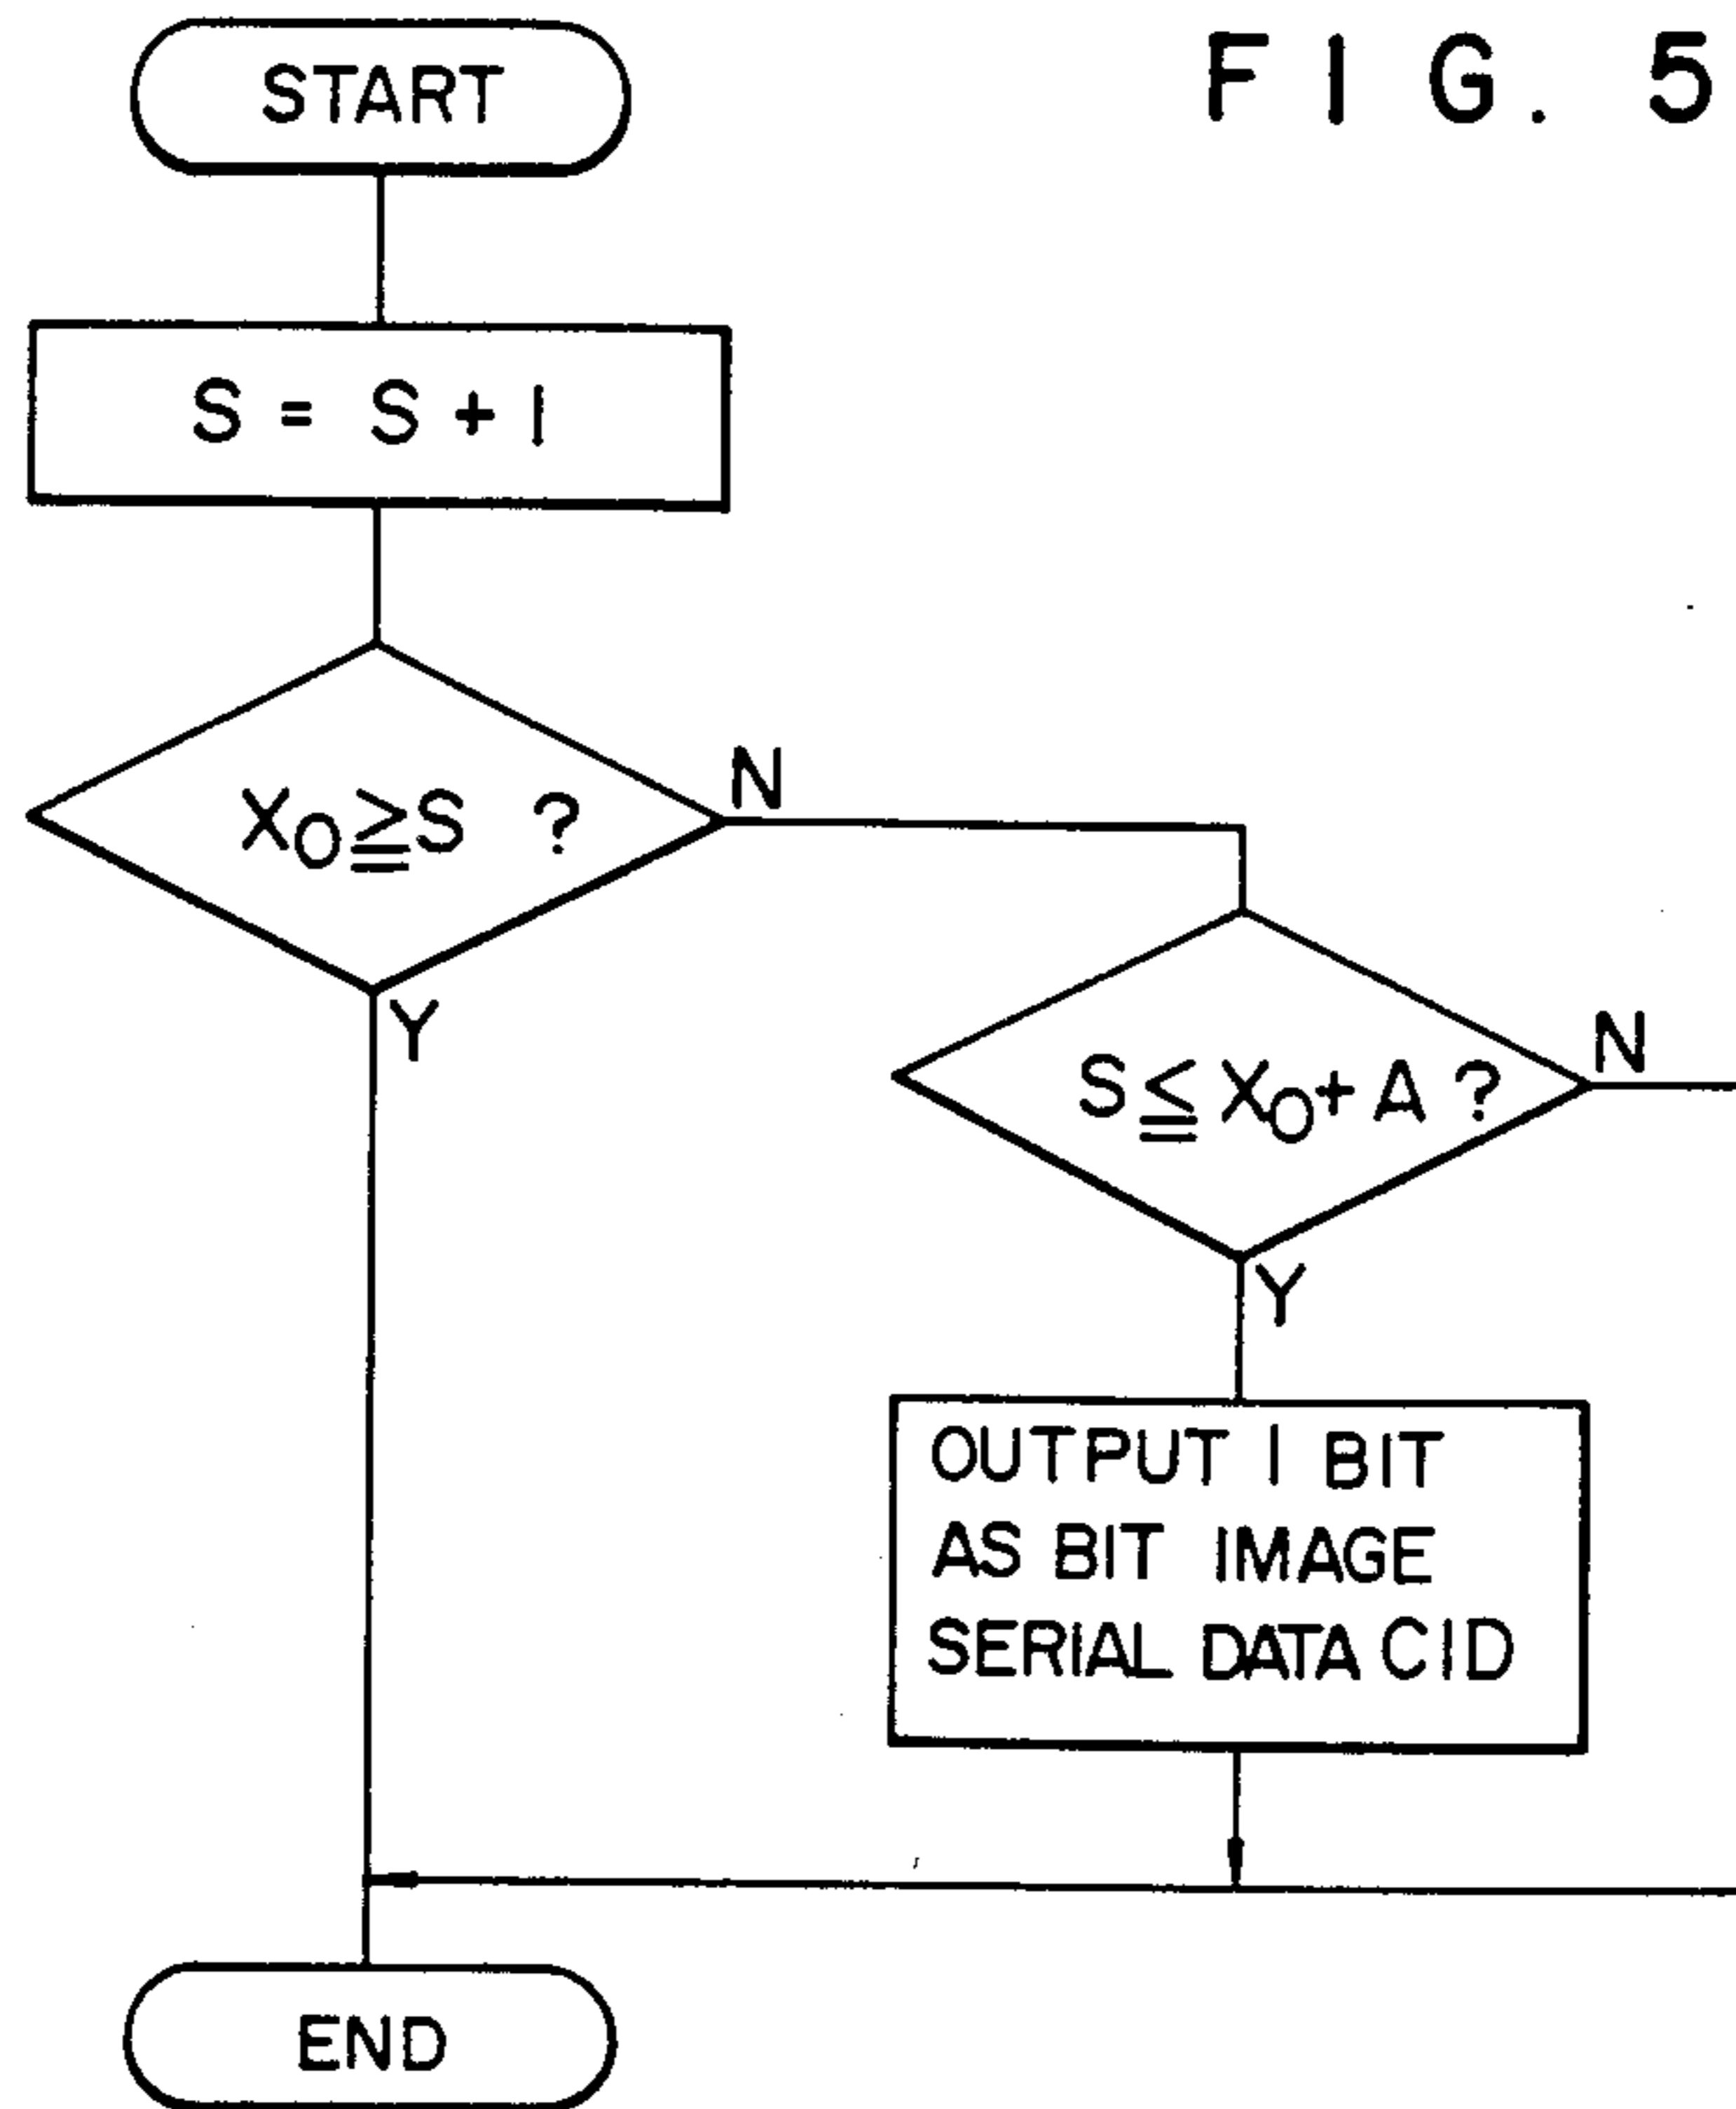 FIG. 5
START
S = S + 1
X₀ ≧ S ?
N
Y
S ≦ X₀ + A ?
N
Y
OUTPUT 1 BIT
AS BIT IMAGE
SERIAL DATA CID
END